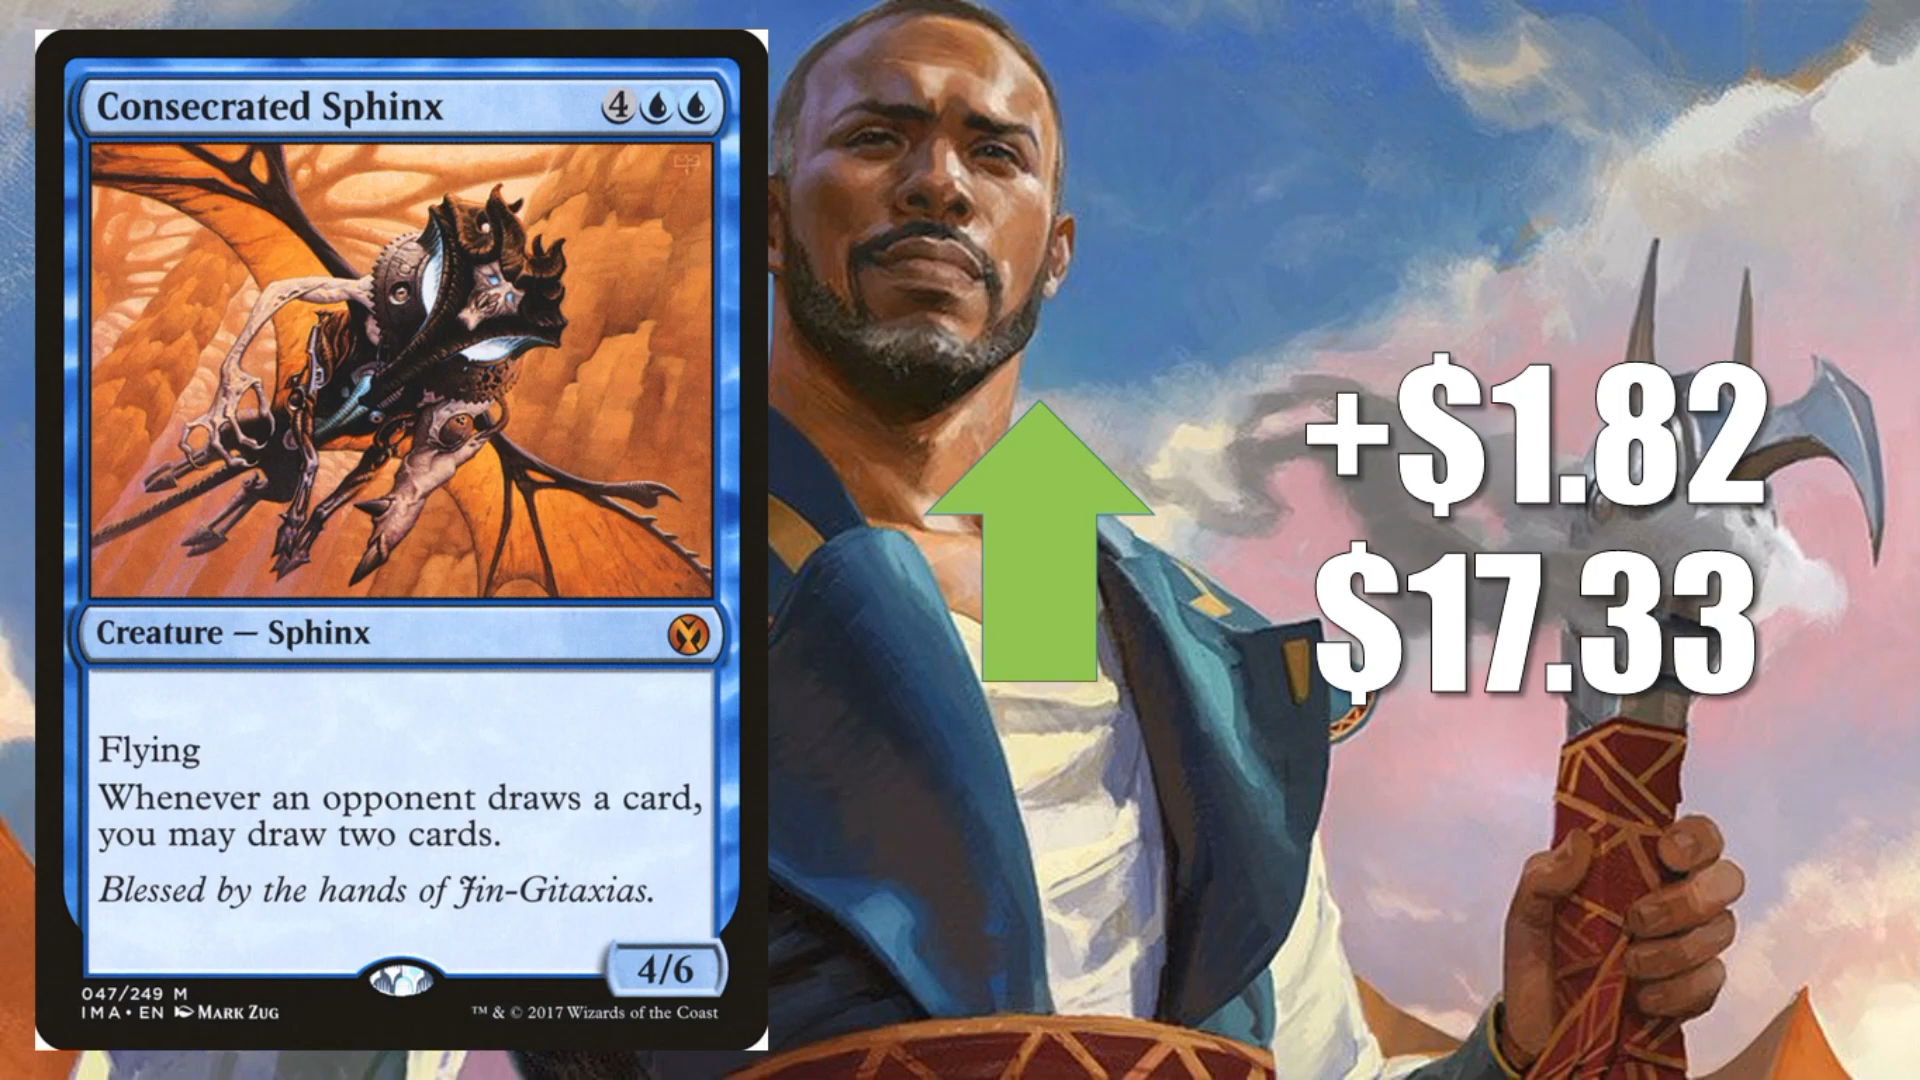 Consecrated Sphinx 4
Creature — Sphinx
Flying
Whenever an opponent draws a card,
you may draw two cards.
Blessed by the hands of Jin-Gitaxias.
4/6
047/249 M
IMA • EN Mark Zug
™ & © 2017 Wizards of the Coast
+$1.82
$17.33